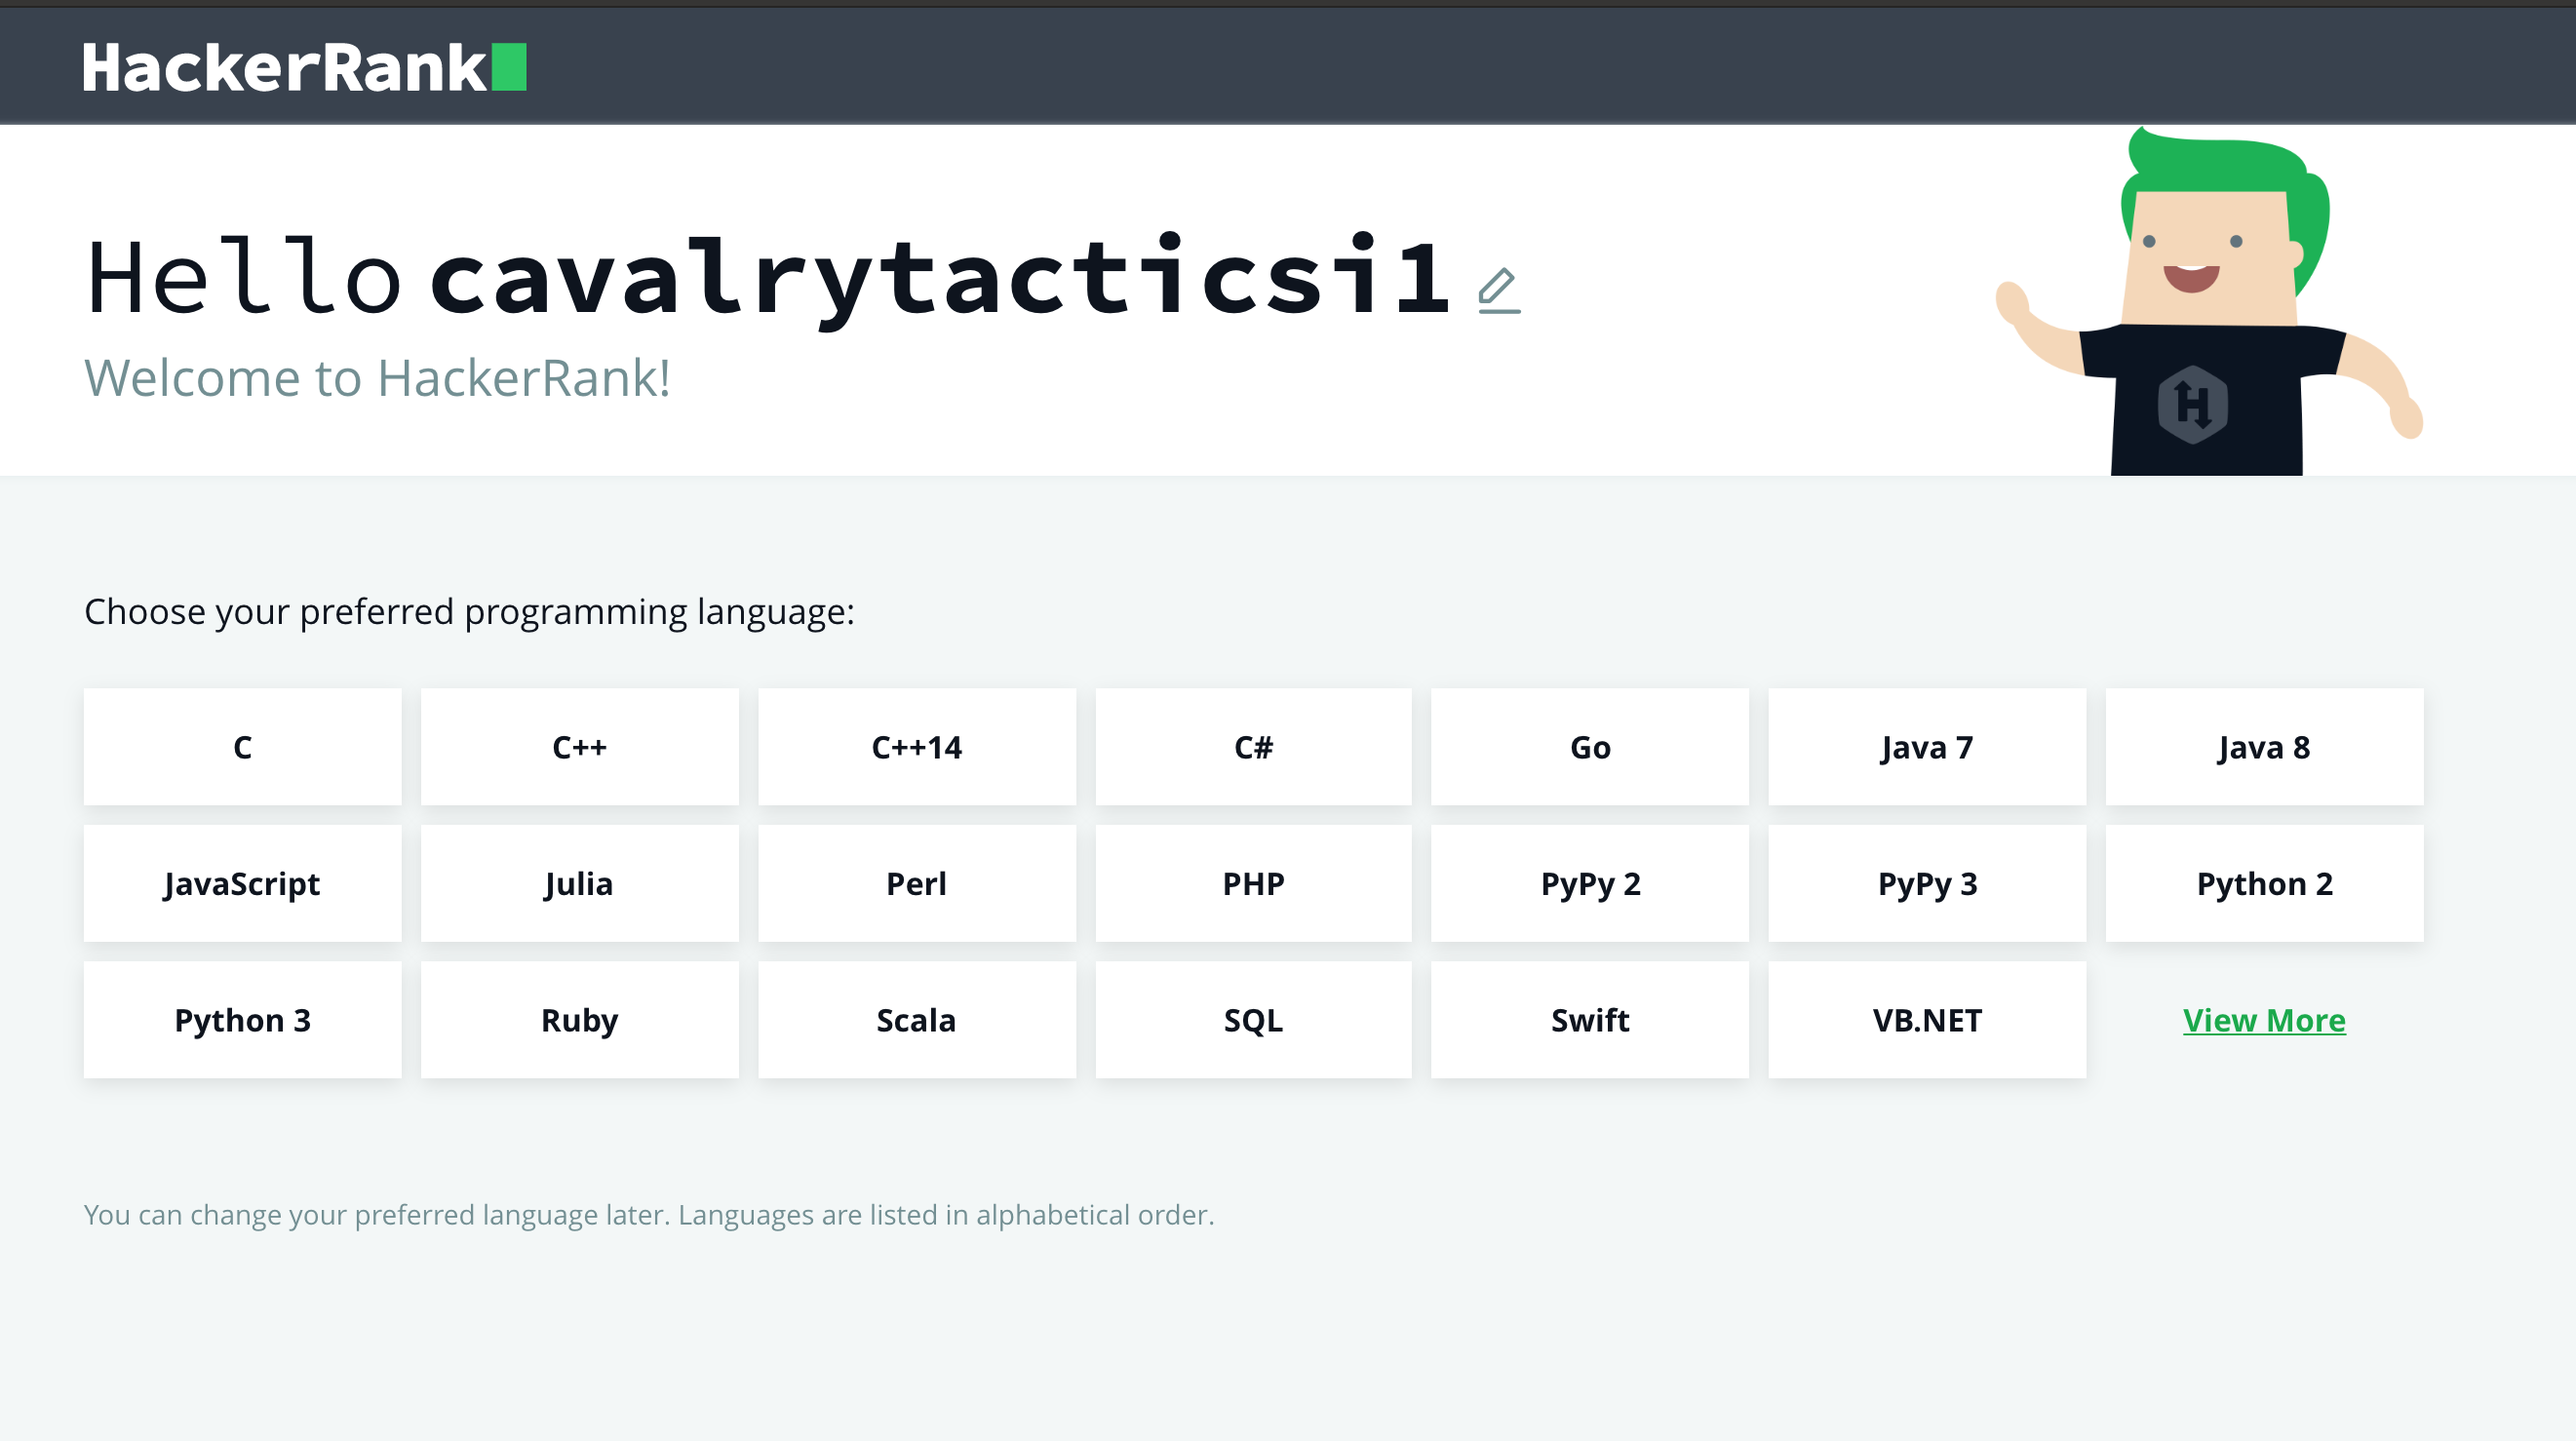 HackerRank
Hello cavalrytacticsi1
Welcome to HackerRank!
H
Choose your preferred programming language:
C C++ C++14 C# Go Java 7 Java 8
JavaScript Julia Perl PHP PyPy 2 PyPy 3 Python 2
Python 3 Ruby Scala SQL Swift VB.NET View More
You can change your preferred language later. Languages are listed in alphabetical order.